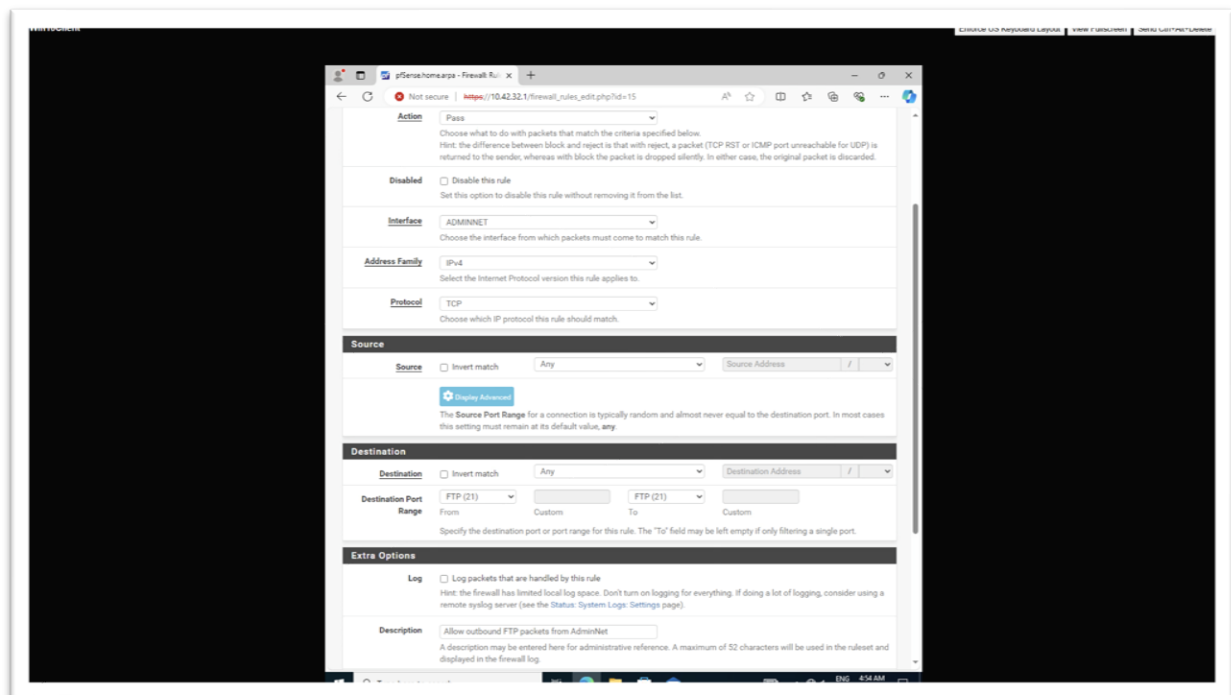 Win10Client
Enforce US Keyboard Layout View Fullscreen Send Ctrl+Alt+Delete
pfSense.home.arpa - Firewall: Rul
Not secure https://10.42.32.1/firewall_rules_edit.php?id=15
Action Pass
Choose what to do with packets that match the criteria specified below.
Hint: the difference between block and reject is that with reject, a packet (TCP RST or ICMP port unreachable for UDP) is
returned to the sender, whereas with block the packet is dropped silently. In either case, the original packet is discarded.
Disabled Disable this rule
Set this option to disable this rule without removing it from the list.
Interface ADMINNET
Choose the interface from which packets must come to match this rule.
Address Family IPv4
Select the Internet Protocol version this rule applies to.
Protocol TCP
Choose which IP protocol this rule should match.
Source
Source Invert match Any Source Address /
Display Advanced
The Source Port Range for a connection is typically random and almost never equal to the destination port. In most cases
this setting must remain at its default value, any.
Destination
Destination Invert match Any Destination Address /
Destination Port
Range
FTP (21) FTP (21)
From Custom To Custom
Specify the destination port or port range for this rule. The "To" field may be left empty if only filtering a single port.
Extra Options
Log Log packets that are handled by this rule
Hint: the firewall has limited local log space. Don't turn on logging for everything. If doing a lot of logging, consider using a
remote syslog server (see the Status: System Logs: Settings page).
Description Allow outbound FTP packets from AdminNet
A description may be entered here for administrative reference. A maximum of 52 characters will be used in the ruleset and
displayed in the firewall log.
ENG 4:54 AM